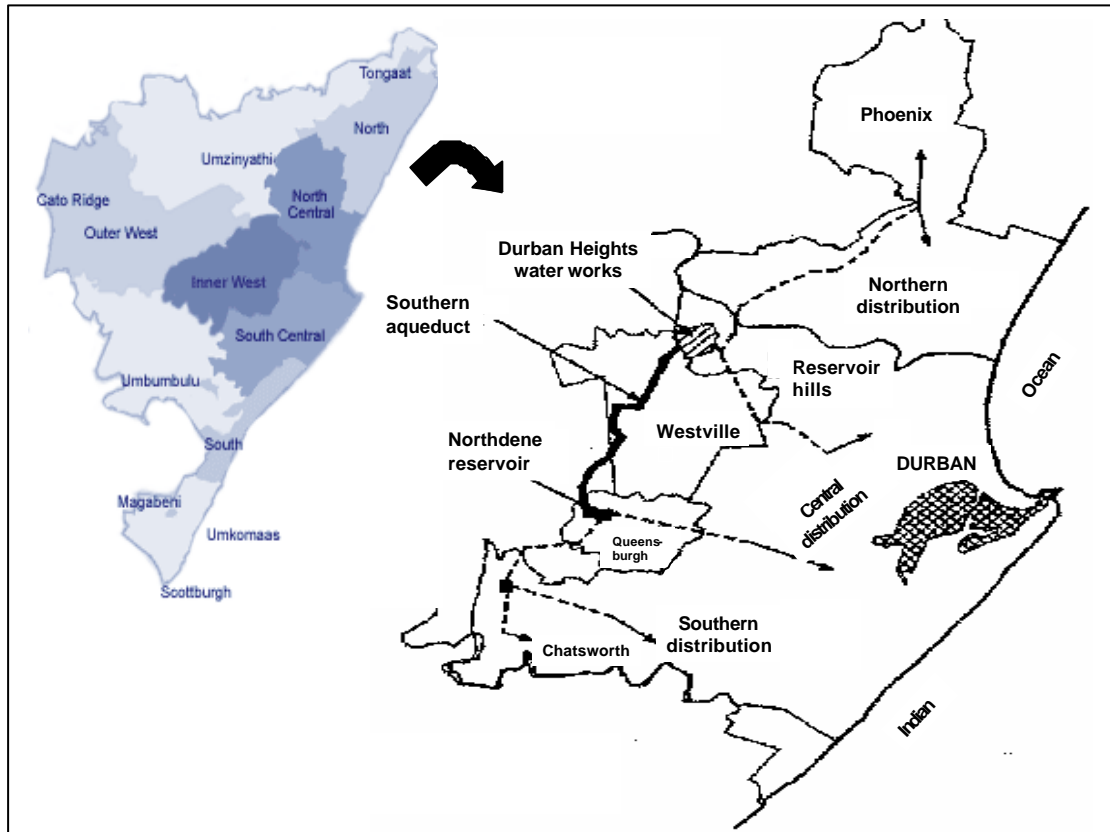 Tongaat
North
Umzinyathi
North
Central
Cato Ridge
Outer West
Inner West
South Central
Umbumbulu
South
Magabeni
Umkomaas
Scottburgh
Phoenix
Durban Heights
water works
Northern
distribution
Southern
aqueduct
Reservoir
hills
Ocean
Westville
Northdene
reservoir
DURBAN
Central
distribution
Queens-
burgh
Southern
distribution
Chatsworth
Indian